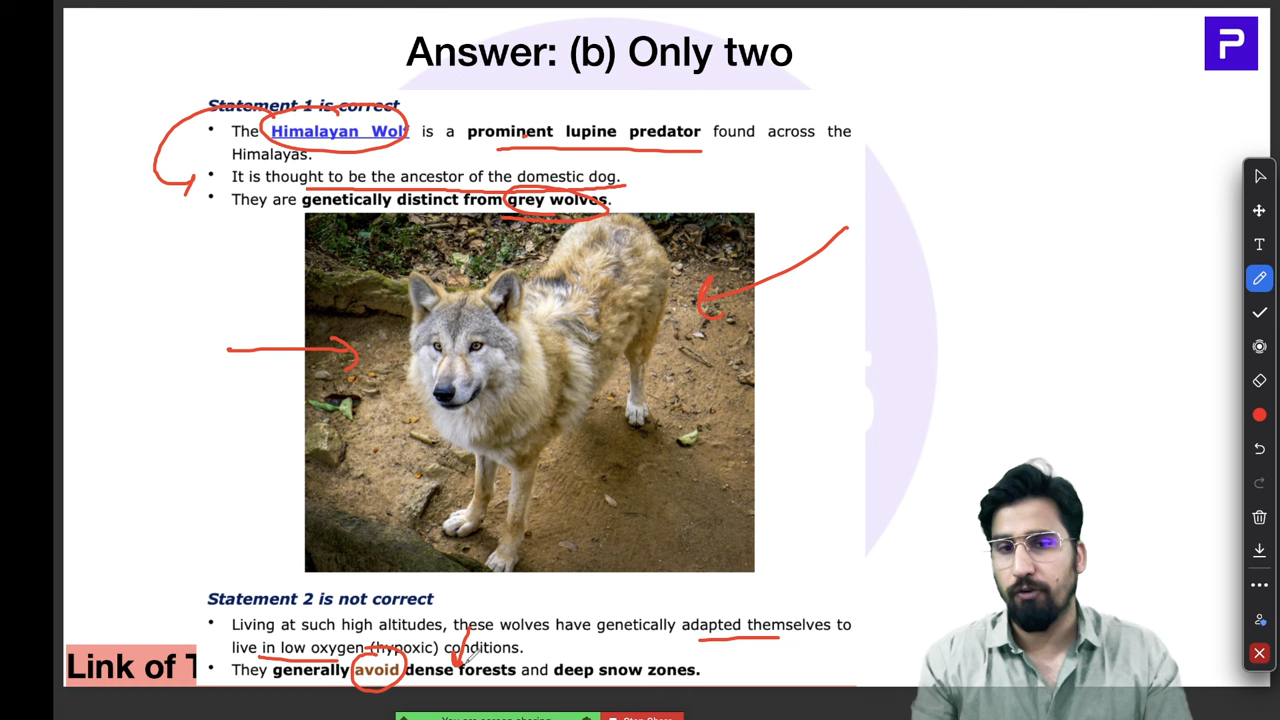 Answer: (b) Only two
Statement 1 is correct
• The Himalayan Wolf is a prominent lupine predator found across the
Himalayas.
• It is thought to be the ancestor of the domestic dog.
• They are genetically distinct from grey wolves.
Statement 2 is not correct
• Living at such high altitudes, these wolves have genetically adapted themselves to
live in low oxygen (hypoxic) conditions.
Link of T
• They generally avoid dense forests and deep snow zones.